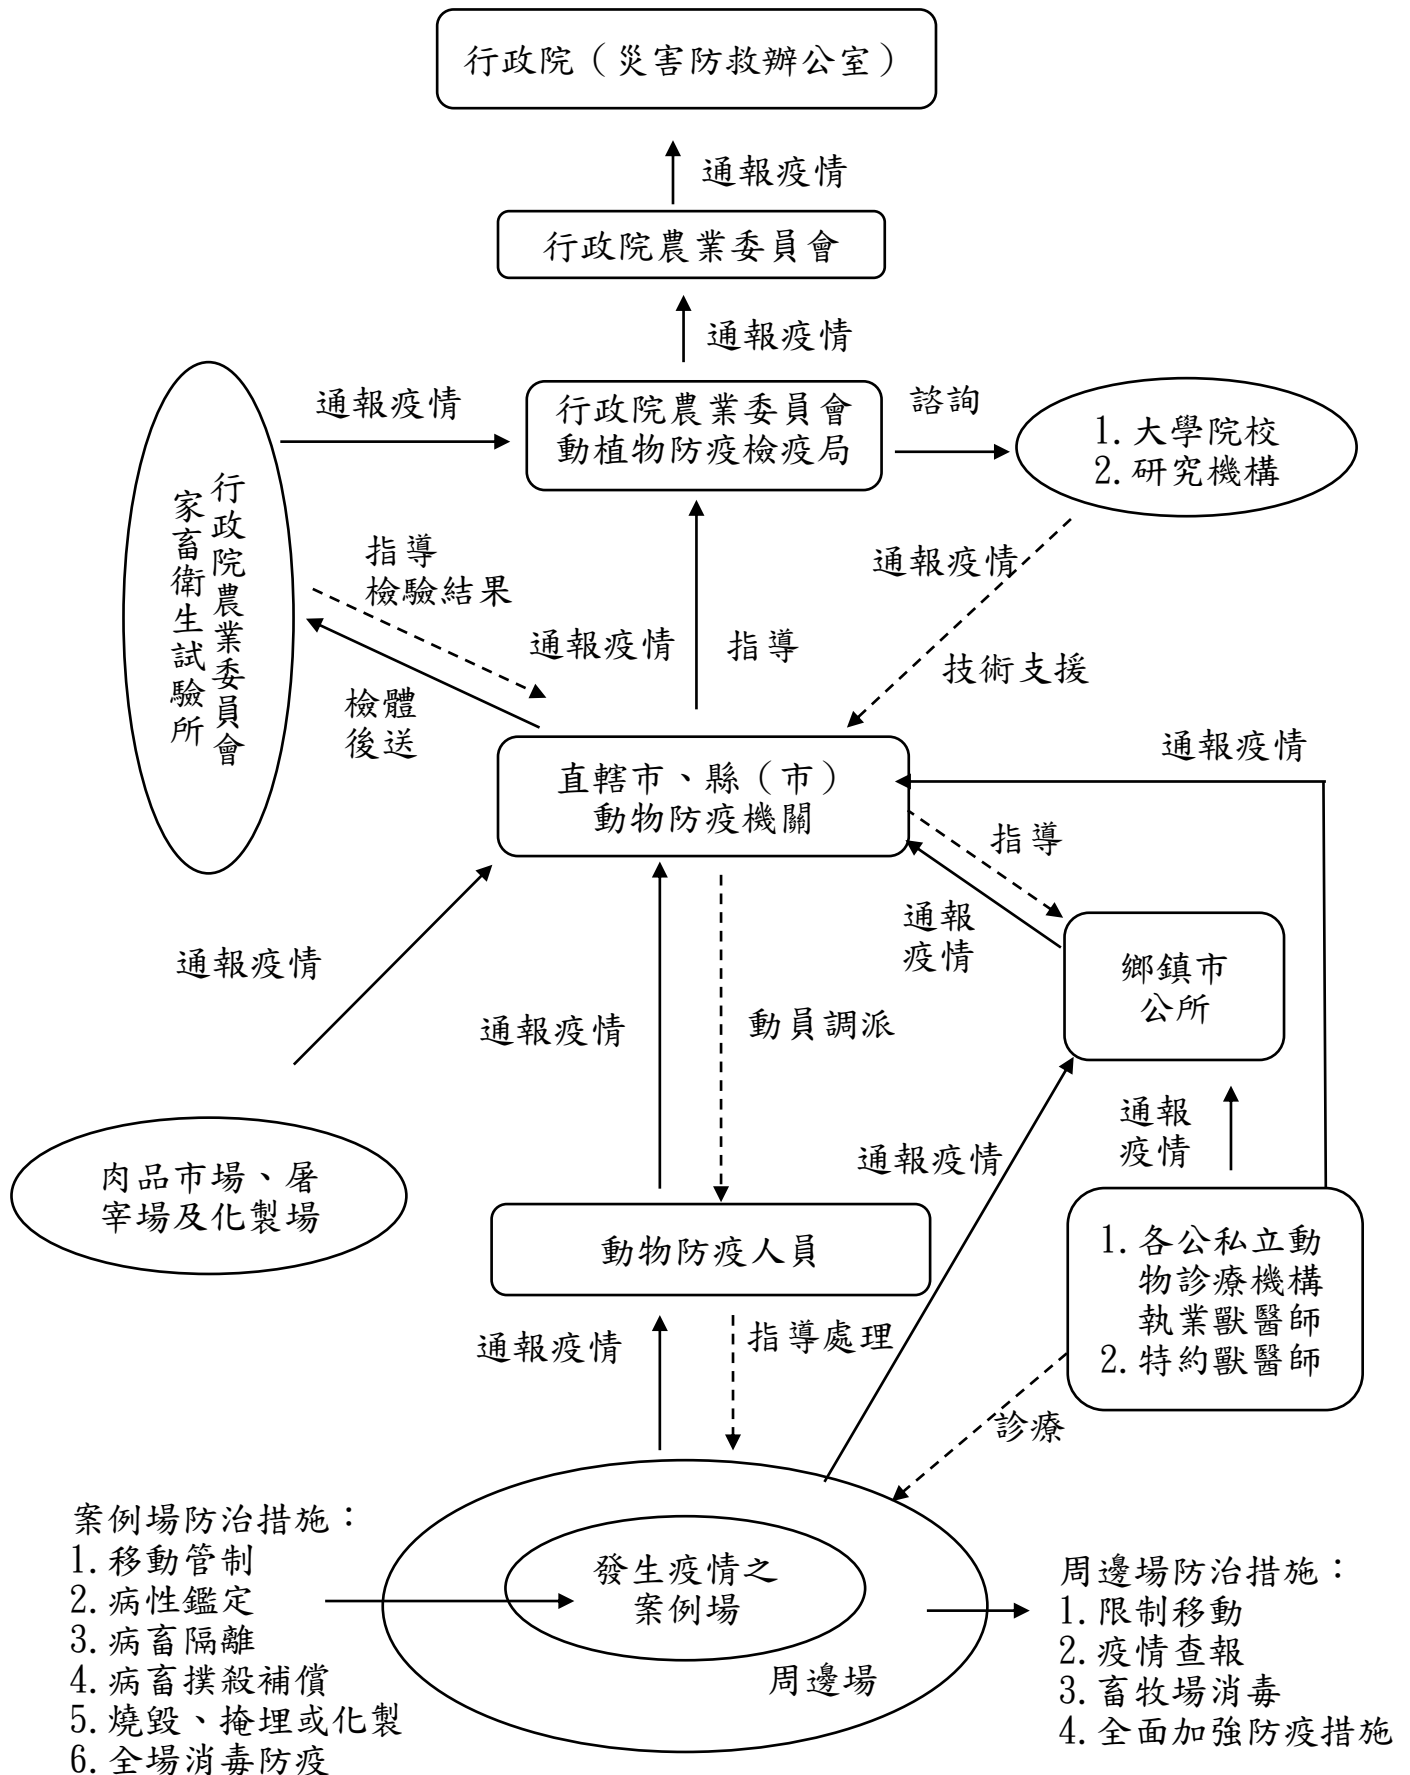 行政院（災害防救辦公室）
通報疫情
行政院農業委員會
通報疫情
通報疫情
行政院農業委員會
動植物防疫檢疫局
諮詢
1.大學院校
2.研究機構
行政院農業委員會
家畜衛生試驗所
指導
檢驗結果
通報疫情
指導
通報疫情
技術支援
檢體
後送
直轄市、縣（市）
動物防疫機關
通報疫情
指導
通報
疫情
鄉鎮市
公所
通報疫情
通報疫情
動員調派
通報疫情
通報
疫情
肉品市場、屠
宰場及化製場
動物防疫人員
1.各公私立動
物診療機構
執業獸醫師
2.特約獸醫師
通報疫情
指導處理
診療
案例場防治措施：
1.移動管制
2.病性鑑定
3.病畜隔離
4.病畜撲殺補償
5.燒毀、掩埋或化製
6.全場消毒防疫
發生疫情之
案例場
周邊場
周邊場防治措施：
1.限制移動
2.疫情查報
3.畜牧場消毒
4.全面加強防疫措施